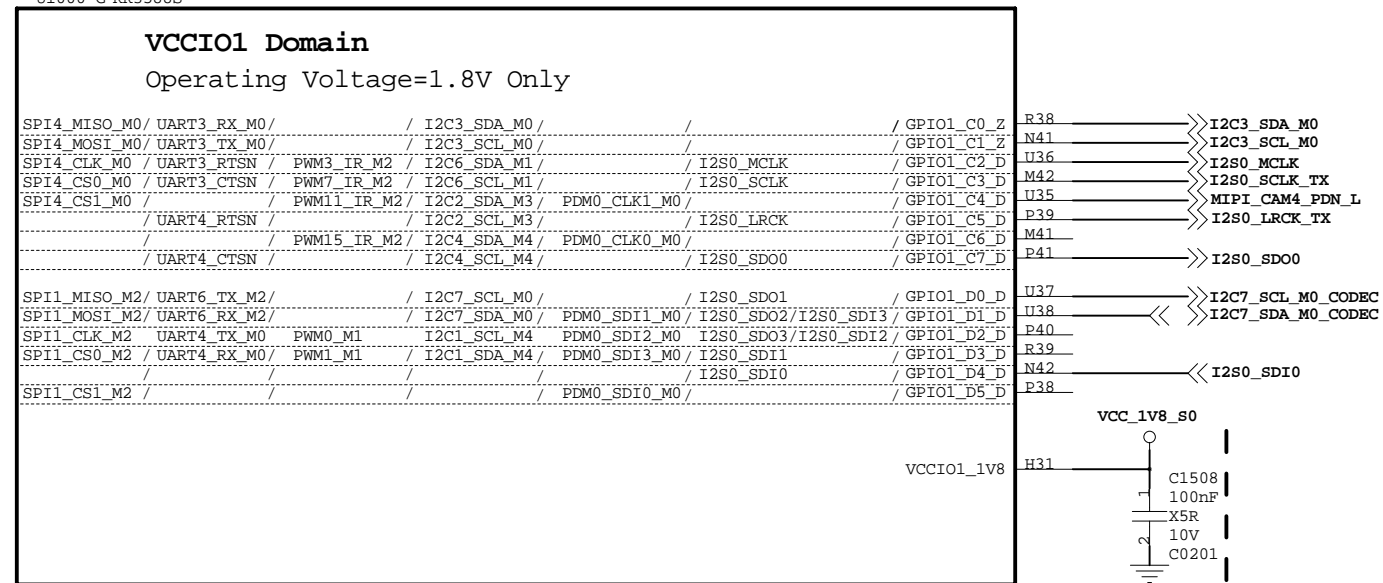 VCCIO1 Domain
Operating Voltage=1.8V Only
SPI4_MISO_M0/ UART3_RX_M0/ / I2C3_SDA_M0/ / / GPIO1_C0_Z R38 I2C3_SDA_M0
SPI4_MOSI_M0/ UART3_TX_M0/ / I2C3_SCL_M0/ / / GPIO1_C1_Z N41 I2C3_SCL_M0
SPI4_CLK_M0 / UART3_RTSN / PWM3_IR_M2 / I2C6_SDA_M1/ / I2S0_MCLK / GPIO1_C2_D U36 I2S0_MCLK
SPI4_CS0_M0 / UART3_CTSN / PWM7_IR_M2 / I2C6_SCL_M1/ / I2S0_SCLK / GPIO1_C3_D M42 I2S0_SCLK_TX
SPI4_CS1_M0 / / PWM11_IR_M2/ I2C2_SDA_M3/ PDM0_CLK1_M0/ / GPIO1_C4_D U35 MIPI_CAM4_PDN_L
/ UART4_RTSN / / I2C2_SCL_M3/ / I2S0_LRCK / GPIO1_C5_D P39 I2S0_LRCK_TX
/ / PWM15_IR_M2/ I2C4_SDA_M4/ PDM0_CLK0_M0/ / GPIO1_C6_D M41
/ UART4_CTSN / / I2C4_SCL_M4/ / I2S0_SDO0 / GPIO1_C7_D P41 I2S0_SDO0
SPI1_MISO_M2/ UART6_TX_M2/ / I2C7_SCL_M0/ / I2S0_SDO1 / GPIO1_D0_D U37 I2C7_SCL_M0_CODEC
SPI1_MOSI_M2/ UART6_RX_M2/ / I2C7_SDA_M0/ PDM0_SDI1_M0/ I2S0_SDO2/I2S0_SDI3/ GPIO1_D1_D U38 I2C7_SDA_M0_CODEC
SPI1_CLK_M2 UART4_TX_M0 PWM0_M1 I2C1_SCL_M4 PDM0_SDI2_M0 I2S0_SDO3/I2S0_SDI2/ GPIO1_D2_D P40
SPI1_CS0_M2 / UART4_RX_M0/ PWM1_M1 / I2C1_SDA_M4/ PDM0_SDI3_M0/ I2S0_SDI1 / GPIO1_D3_D R39
/ / / / / I2S0_SDI0 / GPIO1_D4_D N42 I2S0_SDI0
SPI1_CS1_M2 / / / / PDM0_SDI0_M0/ / GPIO1_D5_D P38
VCC_1V8_S0
VCCIO1_1V8 H31
C1508
1 100nF
X5R
2 10V
C0201